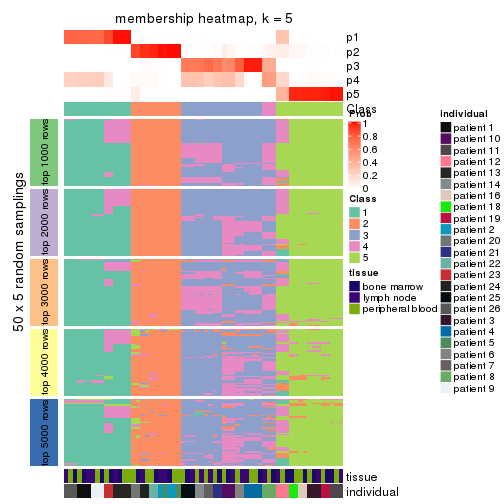 membership heatmap, k = 5
p1
p2
p3
p4
p5
Class
50 x 5 random samplings
top 1000 rows
top 2000 rows
top 3000 rows
top 4000 rows
top 5000 rows
tissue
individual
Prob
1
0.8
0.6
0.4
0.2
0
Class
1
2
3
4
5
tissue
bone marrow
lymph node
peripheral blood
individual
patient 1
patient 10
patient 11
patient 12
patient 13
patient 14
patient 16
patient 18
patient 19
patient 2
patient 20
patient 21
patient 22
patient 23
patient 24
patient 25
patient 26
patient 3
patient 4
patient 5
patient 6
patient 7
patient 8
patient 9